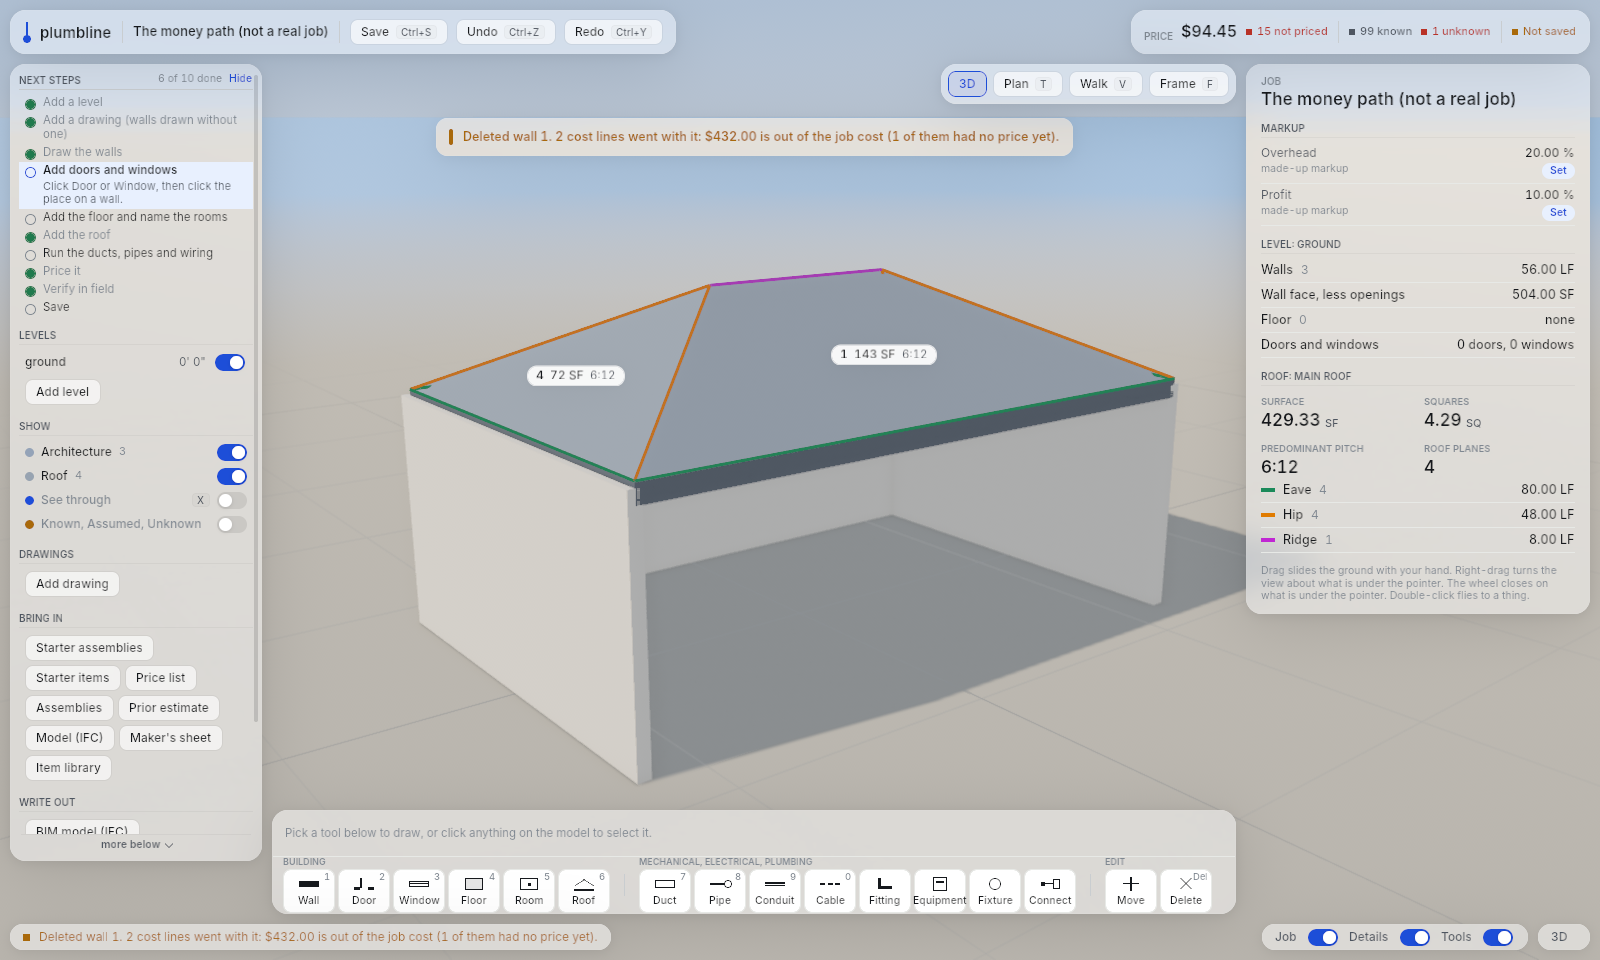 plumbline
The money path (not a real job)
Save Ctrl+S
Undo Ctrl+Z
Redo Ctrl+Y
PRICE $94.45 15 not priced 99 known 1 unknown Not saved
NEXT STEPS 6 of 10 done Hide
Add a level
Add a drawing (walls drawn without
one)
Draw the walls
Add doors and windows
Click Door or Window, then click the
place on a wall.
Add the floor and name the rooms
Add the roof
Run the ducts, pipes and wiring
Price it
Verify in field
Save
LEVELS
ground 0' 0"
Add level
SHOW
Architecture 3
Roof 4
See through X
Known, Assumed, Unknown
DRAWINGS
Add drawing
BRING IN
Starter assemblies
Starter items Price list
Assemblies Prior estimate
Model (IFC) Maker's sheet
Item library
WRITE OUT
BIM model (IFC)
more below
3D Plan T Walk V Frame F
Deleted wall 1. 2 cost lines went with it: $432.00 is out of the job cost (1 of them had no price yet).
4 72 SF 6:12
1 143 SF 6:12
JOB
The money path (not a real job)
MARKUP
Overhead 20.00 %
made-up markup Set
Profit 10.00 %
made-up markup Set
LEVEL: GROUND
Walls 3 56.00 LF
Wall face, less openings 504.00 SF
Floor 0 none
Doors and windows 0 doors, 0 windows
ROOF: MAIN ROOF
SURFACE SQUARES
429.33 SF 4.29 SQ
PREDOMINANT PITCH ROOF PLANES
6:12 4
Eave 4 80.00 LF
Hip 4 48.00 LF
Ridge 1 8.00 LF
Drag slides the ground with your hand. Right-drag turns the
view about what is under the pointer. The wheel closes on
what is under the pointer. Double-click flies to a thing.
Pick a tool below to draw, or click anything on the model to select it.
BUILDING MECHANICAL, ELECTRICAL, PLUMBING EDIT
1 2 3 4 5 6 7 8 9 0 Del
Wall Door Window Floor Room Roof Duct Pipe Conduit Cable Fitting Equipment Fixture Connect Move Delete
Deleted wall 1. 2 cost lines went with it: $432.00 is out of the job cost (1 of them had no price yet).
Job Details Tools 3D